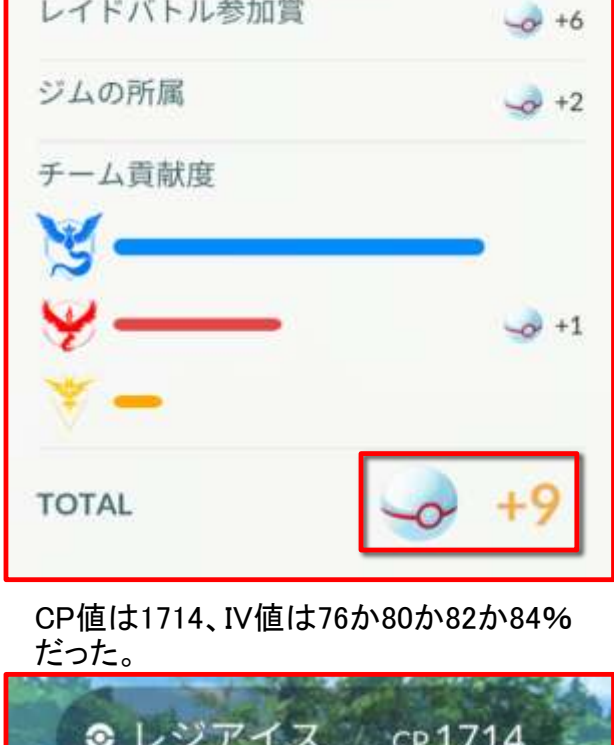 レイドバトル参加賞 +6
ジムの所属 +2
チーム貢献度
+1
TOTAL +9
CP値は1714、IV値は76か80か82か84%
だった。
レジアイス / CP1714